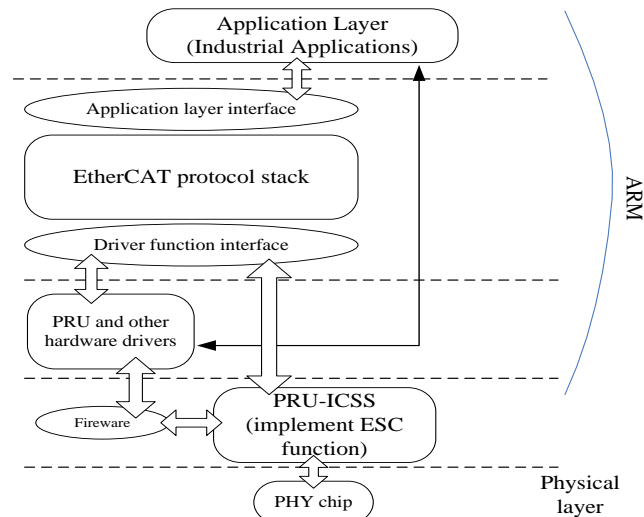 Application Layer
(Industrial Applications)
Application layer interface
EtherCAT protocol stack
ARM
Driver function interface
PRU and other
hardware drivers
PRU-ICSS
(implement ESC
function)
Fireware
PHY chip
Physical
layer